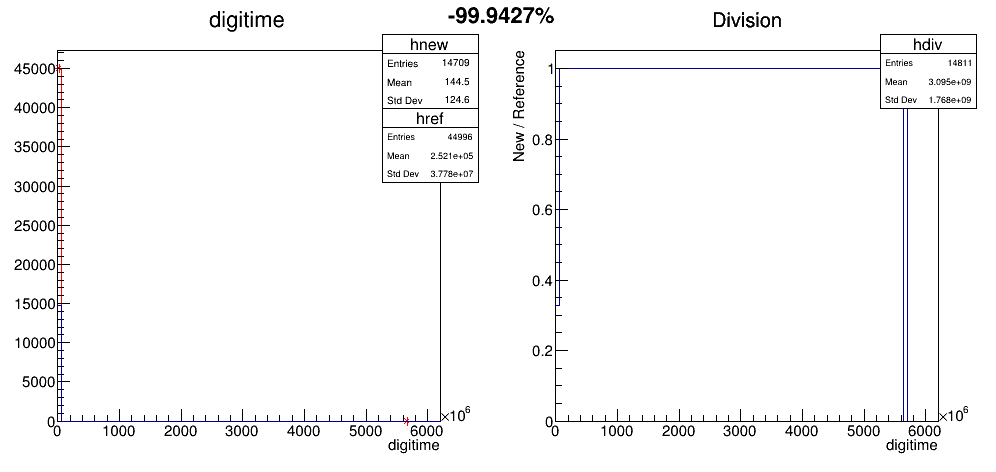 digitime
-99.9427%
Division
hnew
Entries 14709
Mean 144.5
Std Dev 124.6
href
Entries 44996
Mean 2.521e+05
Std Dev 3.778e+07
45000
40000
35000
30000
25000
20000
15000
10000
5000
0
0 1000 2000 3000 4000 5000 6000
×10^6
digitime
hdiv
Entries 14811
Mean 3.095e+09
Std Dev 1.768e+09
New / Reference
1
0.8
0.6
0.4
0.2
0
0 1000 2000 3000 4000 5000 6000
×10^6
digitime